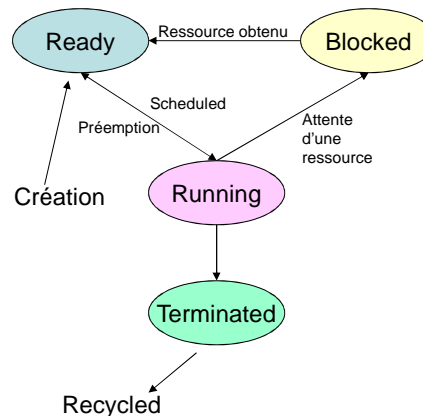 Ready
Ressource obtenu
Blocked
Scheduled
Préemption
Attente
d'une
ressource
Création
Running
Terminated
Recycled